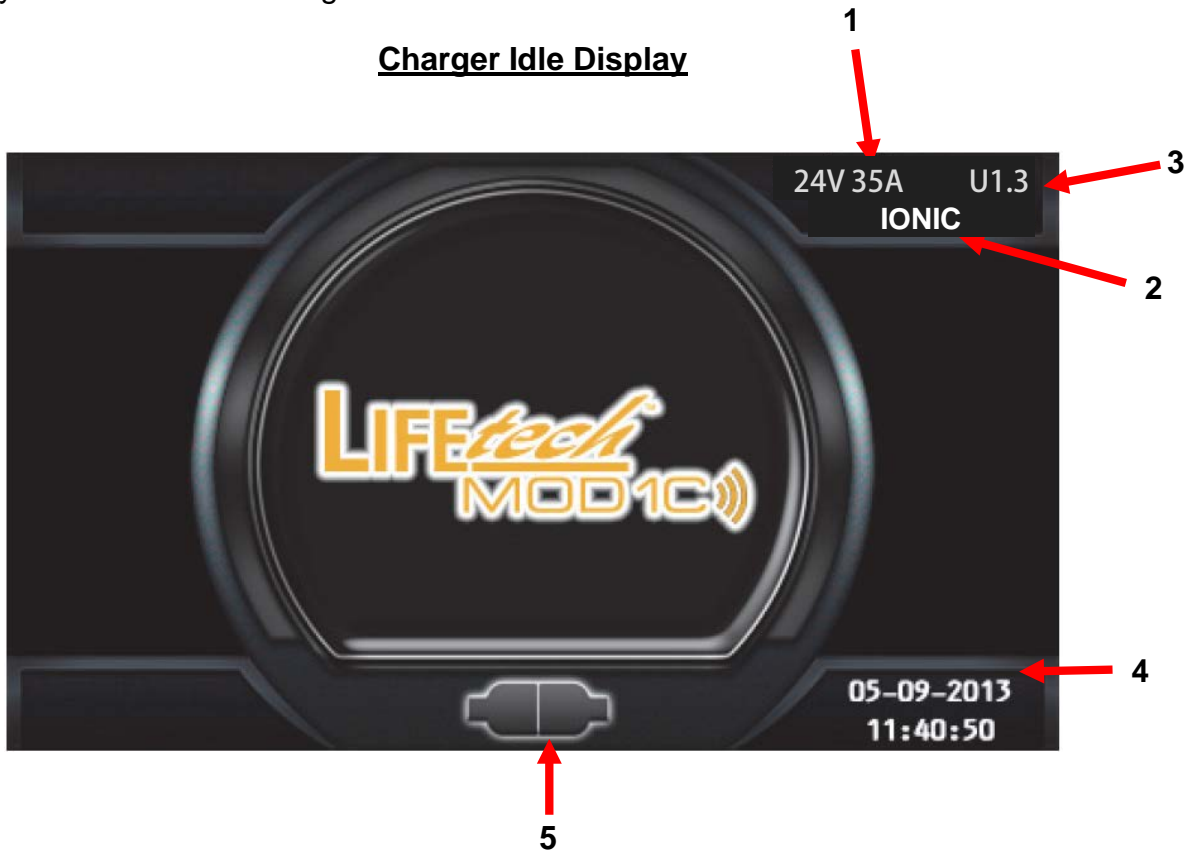 1
Charger Idle Display
3
24V 35A U1.3
IONIC
2
LIFEtech™
MOD1C
4
05-09-2013
11:40:50
5